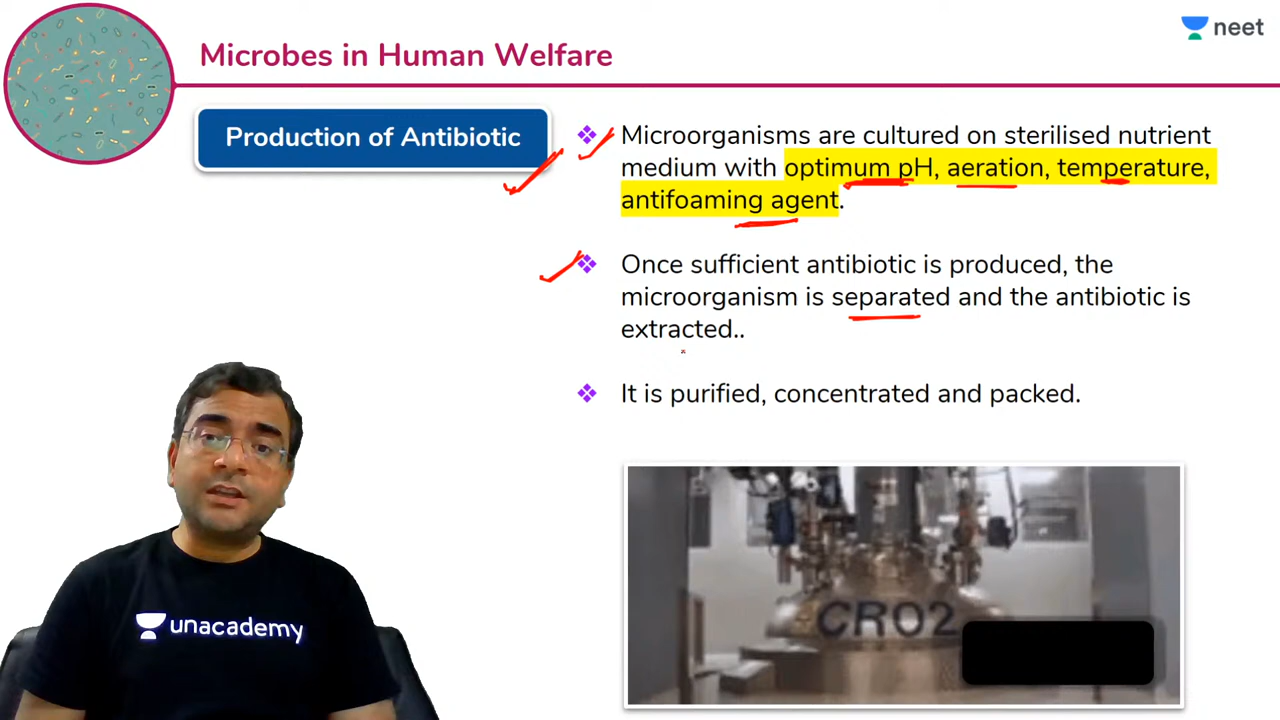 Microbes in Human Welfare
neet
Production of Antibiotic
Microorganisms are cultured on sterilised nutrient
medium with optimum pH, aeration, temperature,
antifoaming agent.
Once sufficient antibiotic is produced, the
microorganism is separated and the antibiotic is
extracted..
It is purified, concentrated and packed.
unacademy
CR02